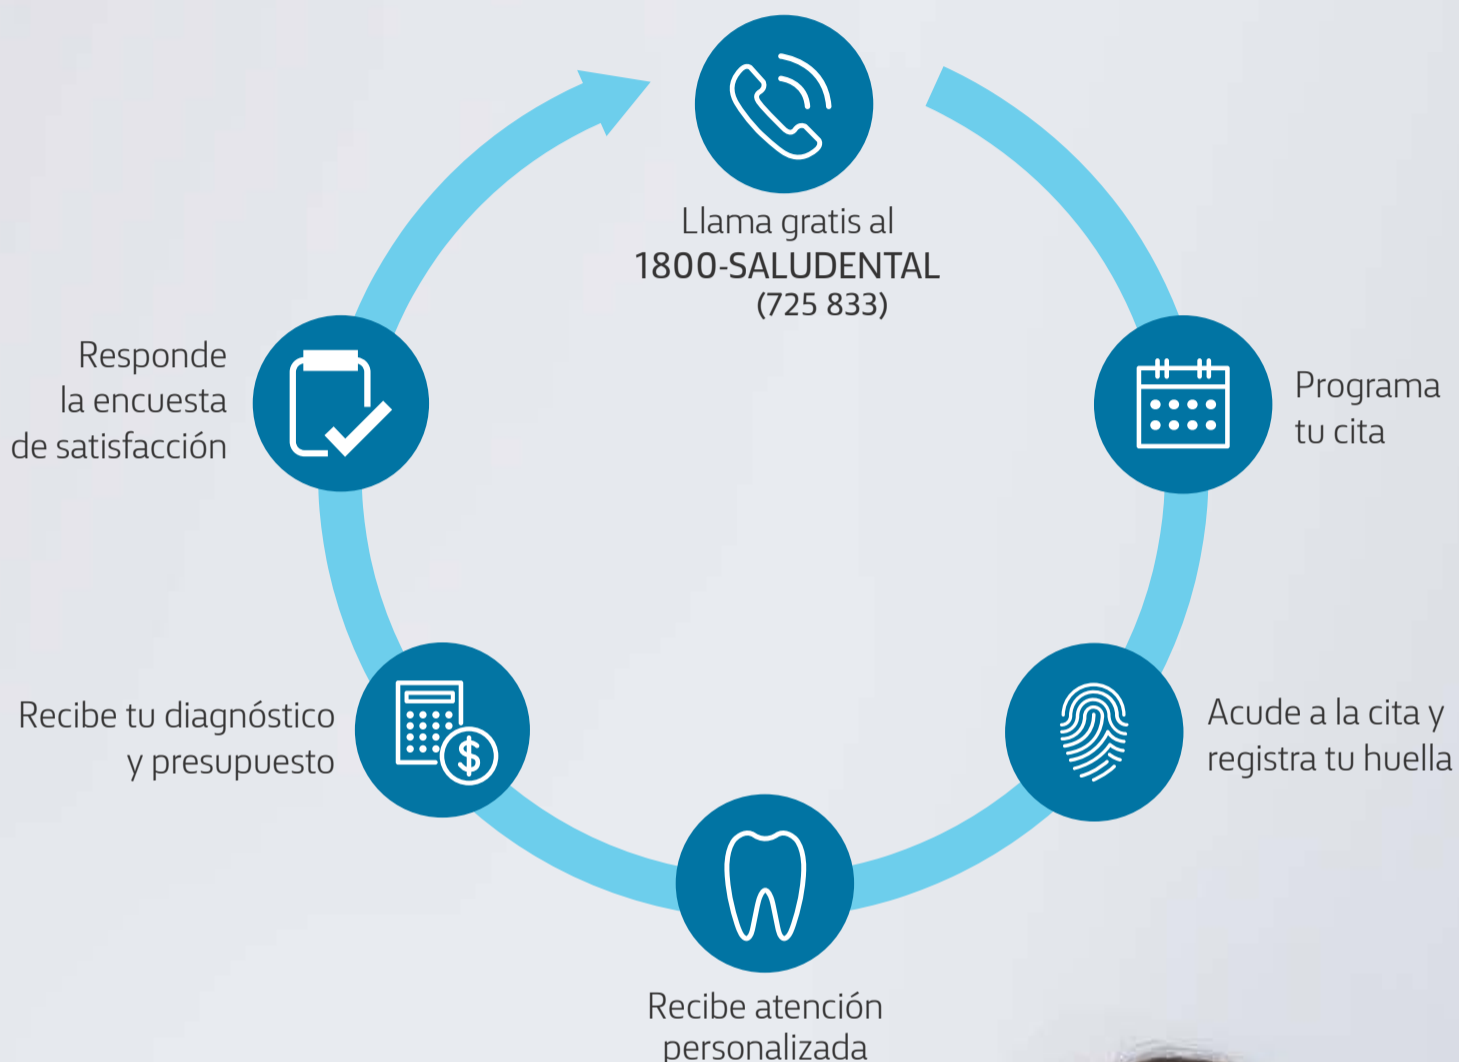 Llama gratis al
1800-SALUDENTAL
(725 833)
Programa
tu cita
Acude a la cita y
registra tu huella
Recibe atención
personalizada
Recibe tu diagnóstico
y presupuesto
$
Responde
la encuesta
de satisfacción